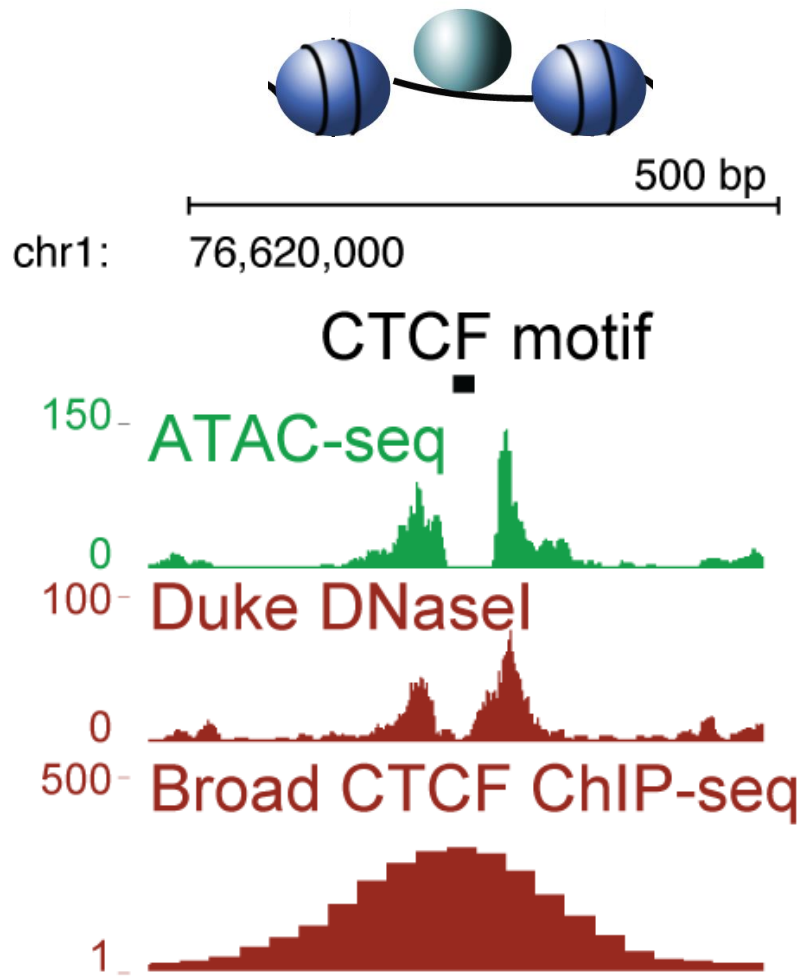 500 bp
chr1: 76,620,000
CTCF motif
150
ATAC-seq
0
100
Duke DNaseI
0
500
Broad CTCF ChIP-seq
1